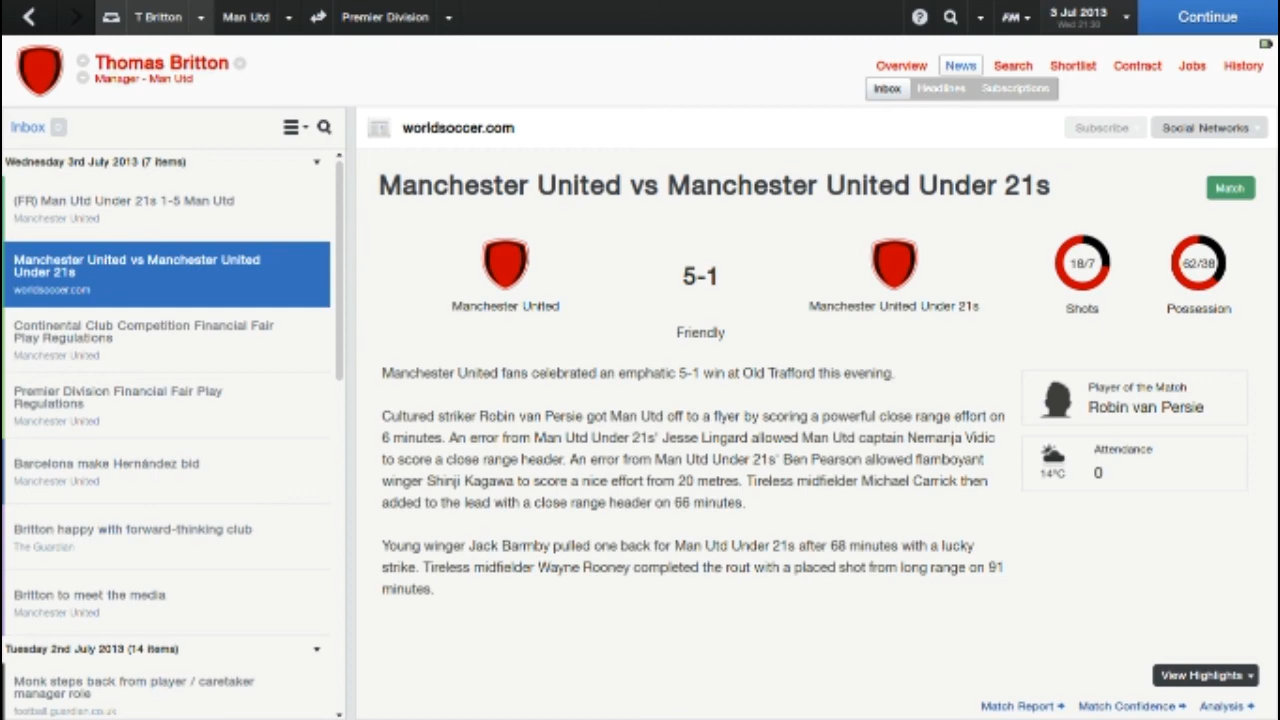 T Britton
Man Utd
Premier Division
FM
3 Jul 2013
Wed 21:30
Continue
Thomas Britton
Manager - Man Utd
Overview
News
Search
Shortlist
Contract
Jobs
History
Inbox
Headlines
Subscriptions
Inbox
worldsoccer.com
Subscribe
Social Networks
Wednesday 3rd July 2013 (7 items)
(FR) Man Utd Under 21s 1-5 Man Utd
Manchester United
Manchester United vs Manchester United
Under 21s
worldsoccer.com
Continental Club Competition Financial Fair
Play Regulations
Manchester United
Premier Division Financial Fair Play
Regulations
Manchester United
Barcelona make Hernández bid
Manchester United
Britton happy with forward-thinking club
The Guardian
Britton to meet the media
Manchester United
Tuesday 2nd July 2013 (14 items)
Monk steps back from player / caretaker
manager role
football.guardian.co.uk
Manchester United vs Manchester United Under 21s
Match
5-1
Manchester United
Manchester United Under 21s
Friendly
18/7
Shots
62/38
Possession
Manchester United fans celebrated an emphatic 5-1 win at Old Trafford this evening.
Cultured striker Robin van Persie got Man Utd off to a flyer by scoring a powerful close range effort on
6 minutes. An error from Man Utd Under 21s' Jesse Lingard allowed Man Utd captain Nemanja Vidic
to score a close range header. An error from Man Utd Under 21s' Ben Pearson allowed flamboyant
winger Shinji Kagawa to score a nice effort from 20 metres. Tireless midfielder Michael Carrick then
added to the lead with a close range header on 66 minutes.
Young winger Jack Barmby pulled one back for Man Utd Under 21s after 68 minutes with a lucky
strike. Tireless midfielder Wayne Rooney completed the rout with a placed shot from long range on 91
minutes.
Player of the Match
Robin van Persie
Attendance
14°C
0
View Highlights
Match Report
Match Confidence
Analysis